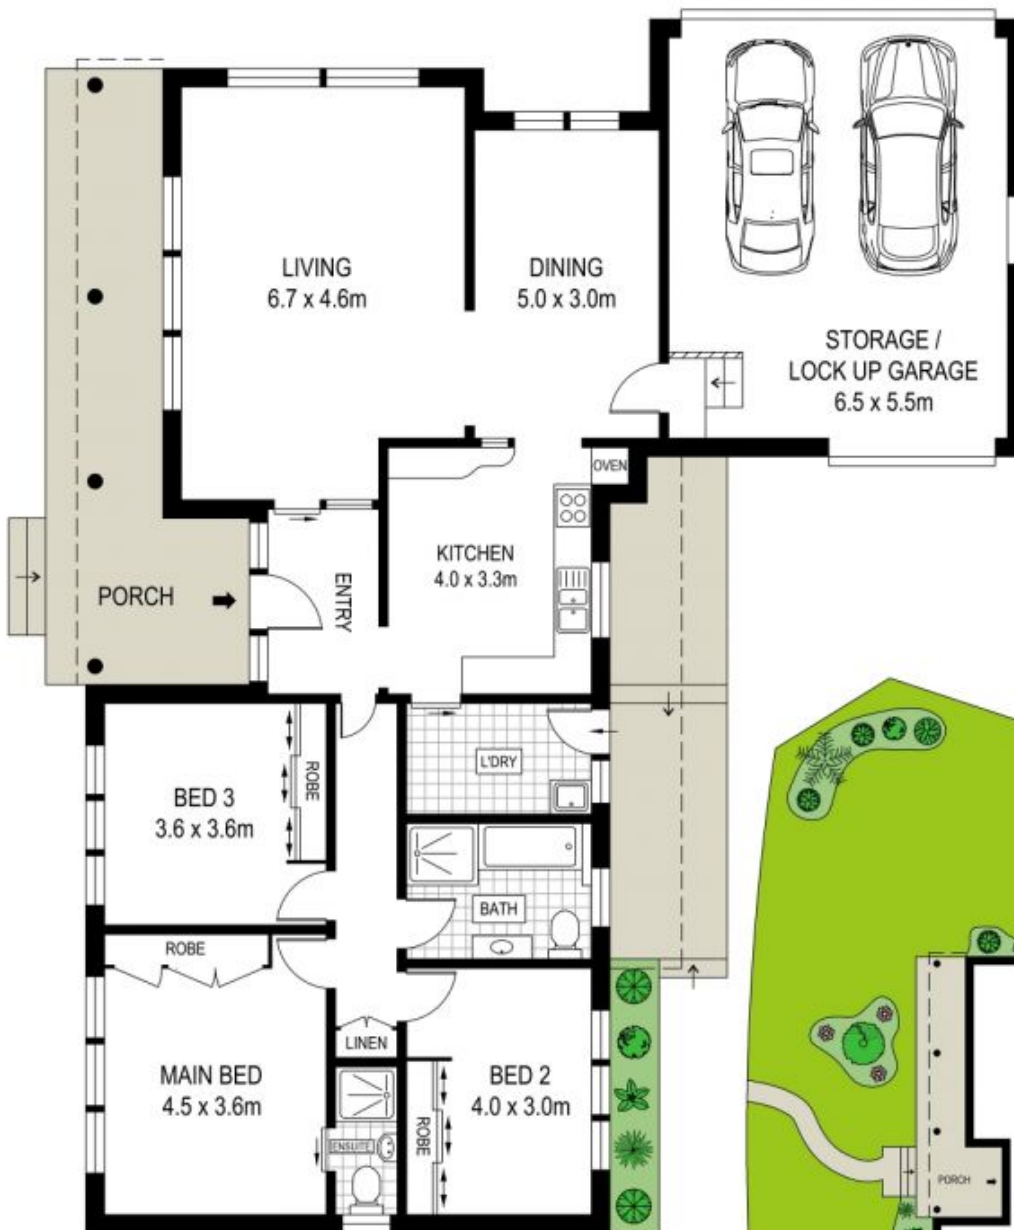 LIVING
6.7 x 4.6m
DINING
5.0 x 3.0m
STORAGE /
LOCK UP GARAGE
6.5 x 5.5m
OVEN
KITCHEN
4.0 x 3.3m
ENTRY
PORCH
L'DRY
BED 3
3.6 x 3.6m
ROBE
BATH
ROBE
LINEN
MAIN BED
4.5 x 3.6m
BED 2
4.0 x 3.0m
ENSUITE
ROBE
PORCH